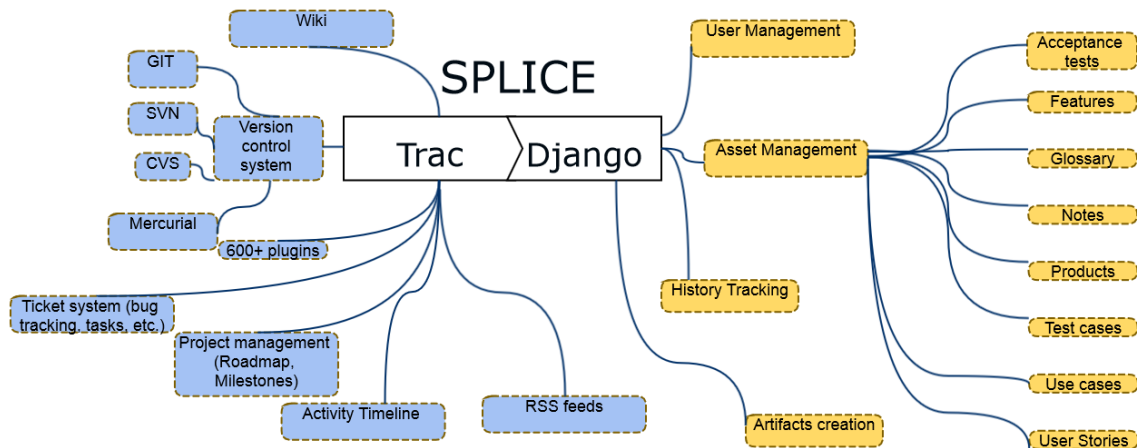 Wiki
GIT
SVN
CVS
Version
control
system
Mercurial
600+ plugins
Ticket system (bug
tracking, tasks, etc.)
Project management
(Roadmap,
Milestones)
Activity Timeline
RSS feeds
SPLICE
Trac
Django
User Management
Asset Management
History Tracking
Artifacts creation
Acceptance
tests
Features
Glossary
Notes
Products
Test cases
Use cases
User Stories